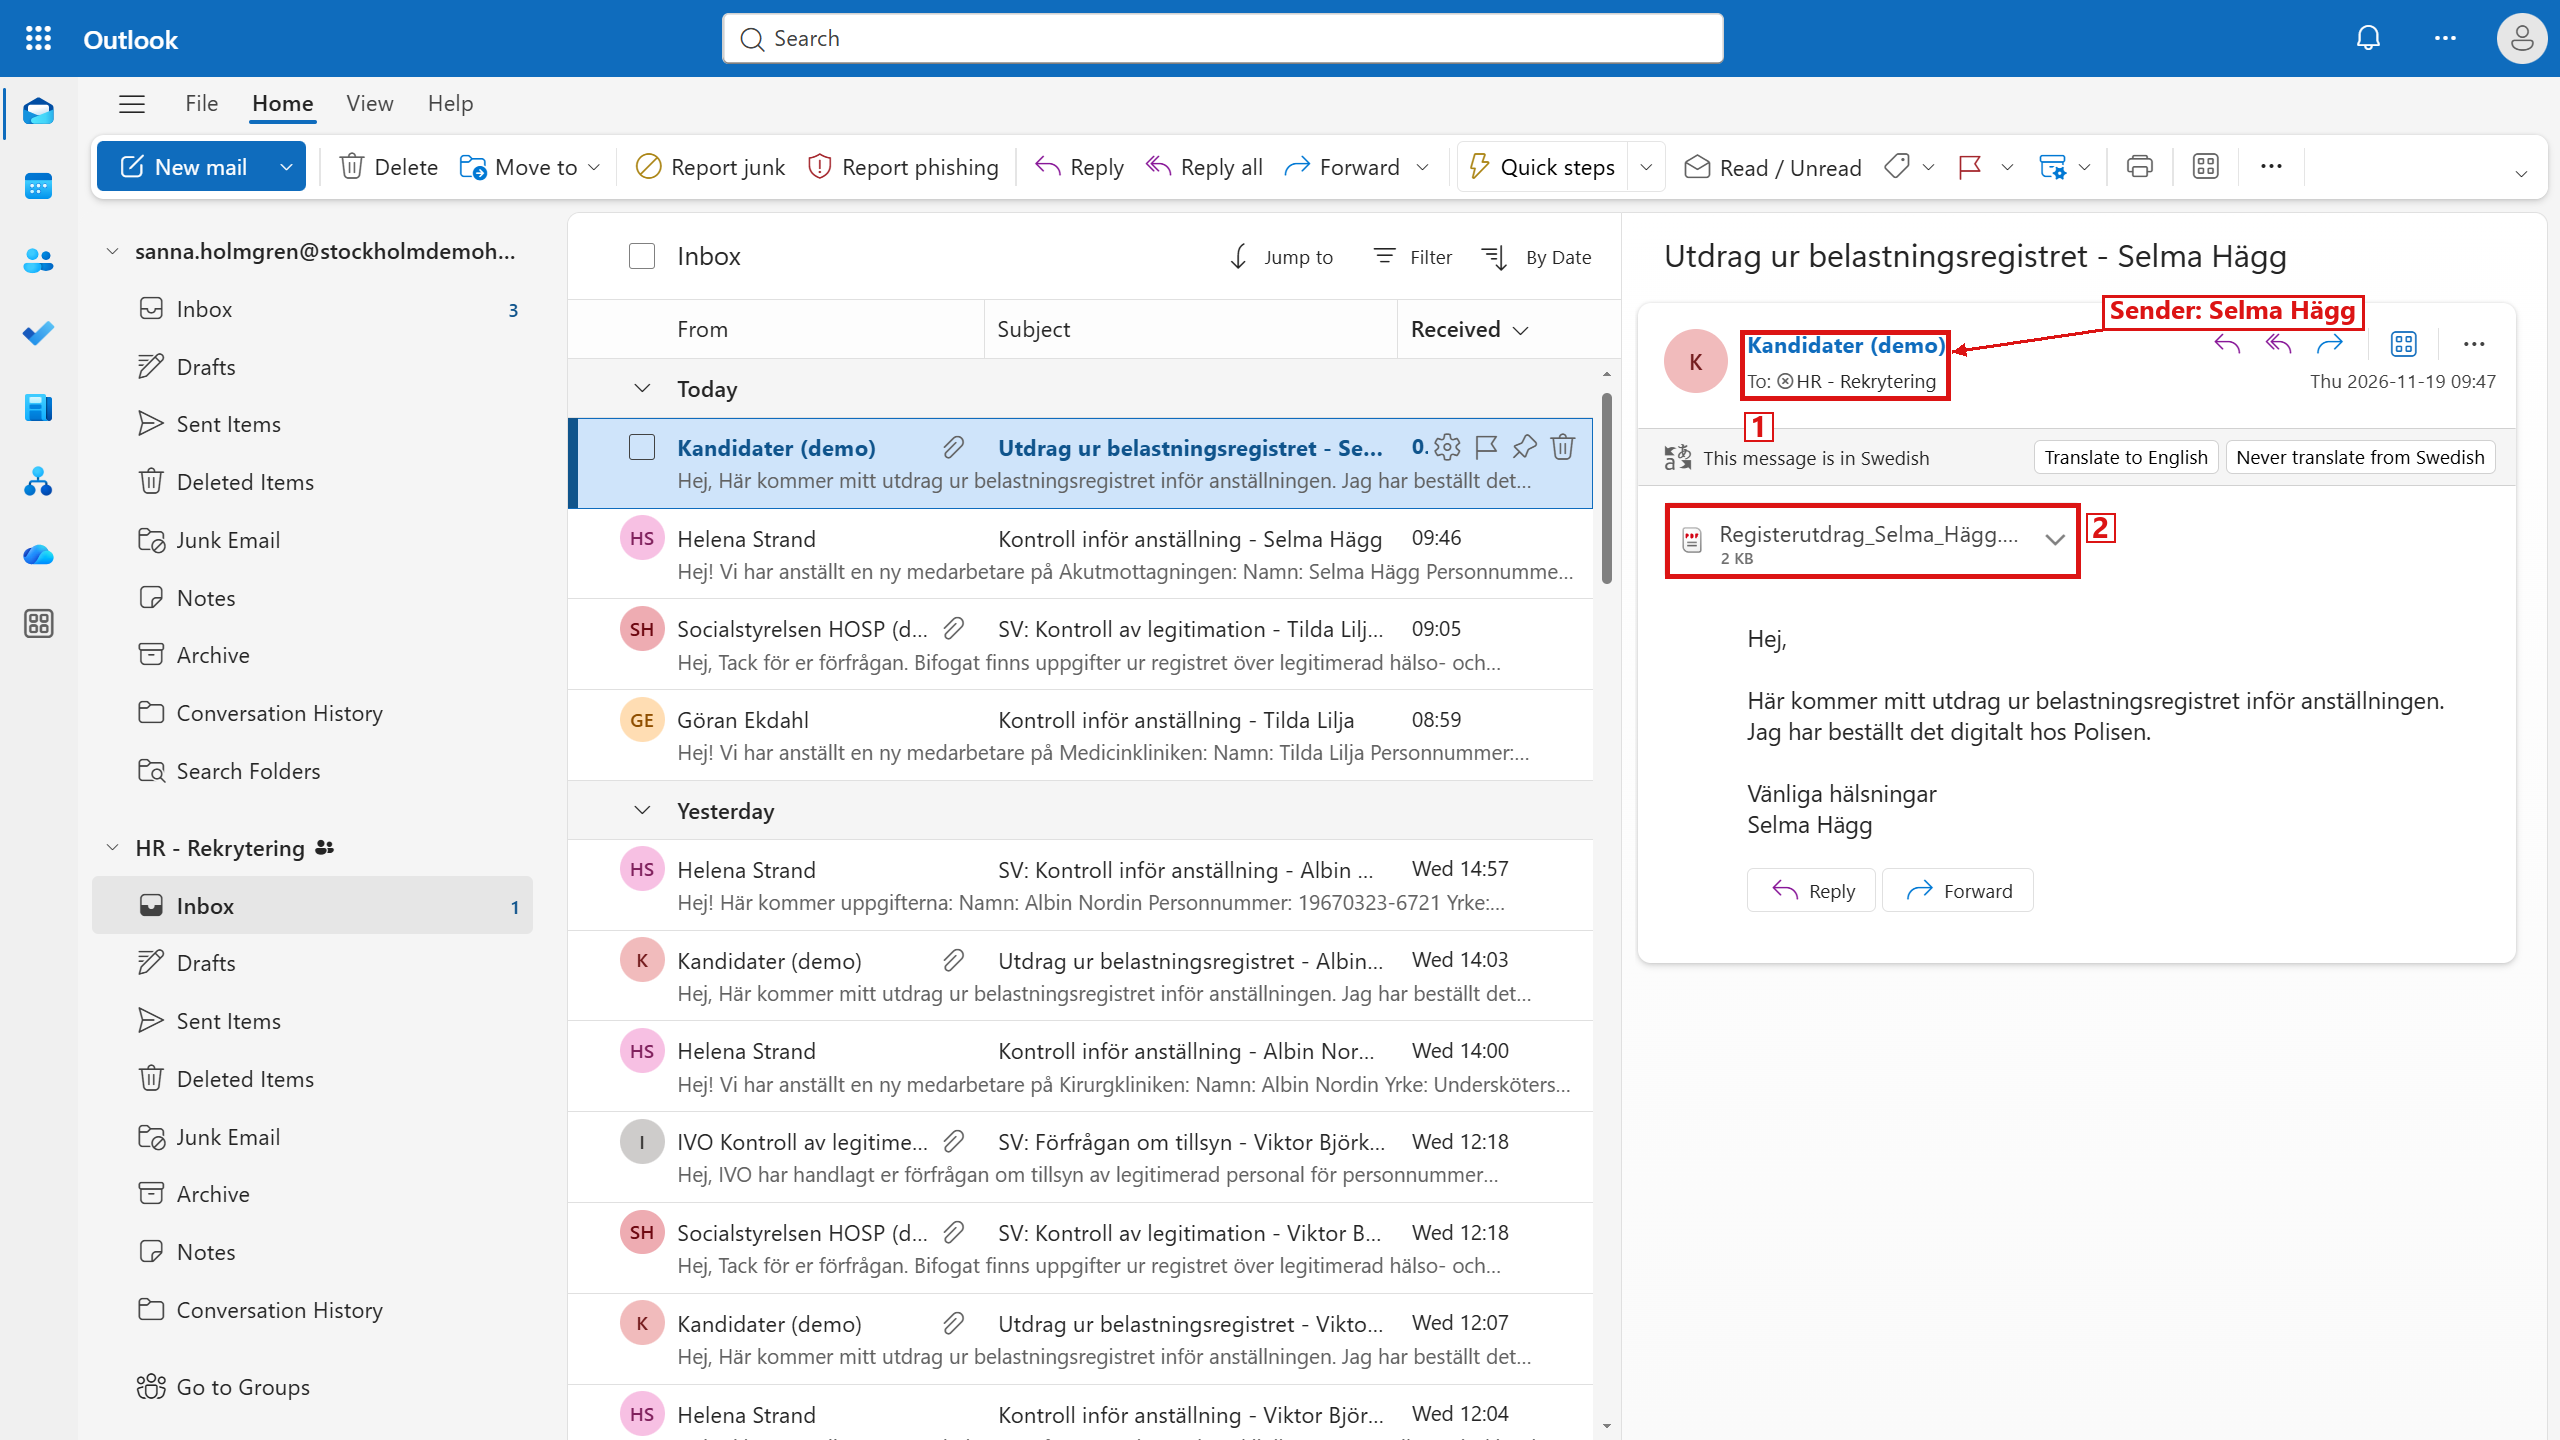 Outlook
Search
File Home View Help
New mail Delete Move to Report junk Report phishing Reply Reply all Forward Quick steps Read / Unread
sanna.holmgren@stockholmdemoh...
Inbox 3
Drafts
Sent Items
Deleted Items
Junk Email
Notes
Archive
Conversation History
Search Folders
HR - Rekrytering
Inbox 1
Drafts
Sent Items
Deleted Items
Junk Email
Archive
Notes
Conversation History
Go to Groups
Inbox Jump to Filter By Date
From Subject Received
Today
Kandidater (demo) Utdrag ur belastningsregistret - Se... 0.
Hej, Här kommer mitt utdrag ur belastningsregistret inför anställningen. Jag har beställt det...
HS Helena Strand Kontroll inför anställning - Selma Hägg 09:46
Hej! Vi har anställt en ny medarbetare på Akutmottagningen: Namn: Selma Hägg Personnumme...
SH Socialstyrelsen HOSP (d... SV: Kontroll av legitimation - Tilda Lilj... 09:05
Hej, Tack för er förfrågan. Bifogat finns uppgifter ur registret över legitimerad hälso- och...
GE Göran Ekdahl Kontroll inför anställning - Tilda Lilja 08:59
Hej! Vi har anställt en ny medarbetare på Medicinkliniken: Namn: Tilda Lilja Personnummer:...
Yesterday
HS Helena Strand SV: Kontroll inför anställning - Albin ... Wed 14:57
Hej! Här kommer uppgifterna: Namn: Albin Nordin Personnummer: 19670323-6721 Yrke:...
K Kandidater (demo) Utdrag ur belastningsregistret - Albin... Wed 14:03
Hej, Här kommer mitt utdrag ur belastningsregistret inför anställningen. Jag har beställt det...
HS Helena Strand Kontroll inför anställning - Albin Nor... Wed 14:00
Hej! Vi har anställt en ny medarbetare på Kirurgkliniken: Namn: Albin Nordin Yrke: Undersköters...
I IVO Kontroll av legitime... SV: Förfrågan om tillsyn - Viktor Björk... Wed 12:18
Hej, IVO har handlagt er förfrågan om tillsyn av legitimerad personal för personnummer...
SH Socialstyrelsen HOSP (d... SV: Kontroll av legitimation - Viktor B... Wed 12:18
Hej, Tack för er förfrågan. Bifogat finns uppgifter ur registret över legitimerad hälso- och...
K Kandidater (demo) Utdrag ur belastningsregistret - Vikto... Wed 12:07
Hej, Här kommer mitt utdrag ur belastningsregistret inför anställningen. Jag har beställt det...
HS Helena Strand Kontroll inför anställning - Viktor Björ... Wed 12:04
Utdrag ur belastningsregistret - Selma Hägg
Sender: Selma Hägg
K Kandidater (demo)
To: HR - Rekrytering Thu 2026-11-19 09:47
1
This message is in Swedish Translate to English Never translate from Swedish
PDF Registerutdrag_Selma_Hägg.... 2
2 KB
Hej,
Här kommer mitt utdrag ur belastningsregistret inför anställningen.
Jag har beställt det digitalt hos Polisen.
Vänliga hälsningar
Selma Hägg
Reply Forward